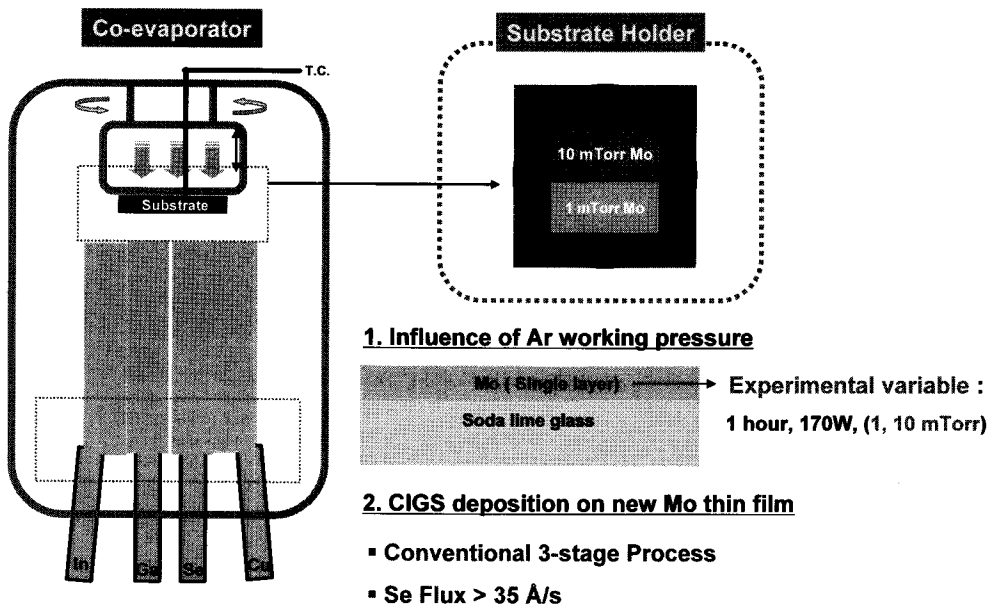 Co-evaporator
T.C.
Substrate
In
Ga
Se
Cu
Substrate Holder
10 mTorr Mo
1 mTorr Mo
1. Influence of Ar working pressure
Mo ( Single layer)
Soda lime glass
Experimental variable :
1 hour, 170W, (1, 10 mTorr)
2. CIGS deposition on new Mo thin film
▪ Conventional 3-stage Process
▪ Se Flux > 35 Å/s